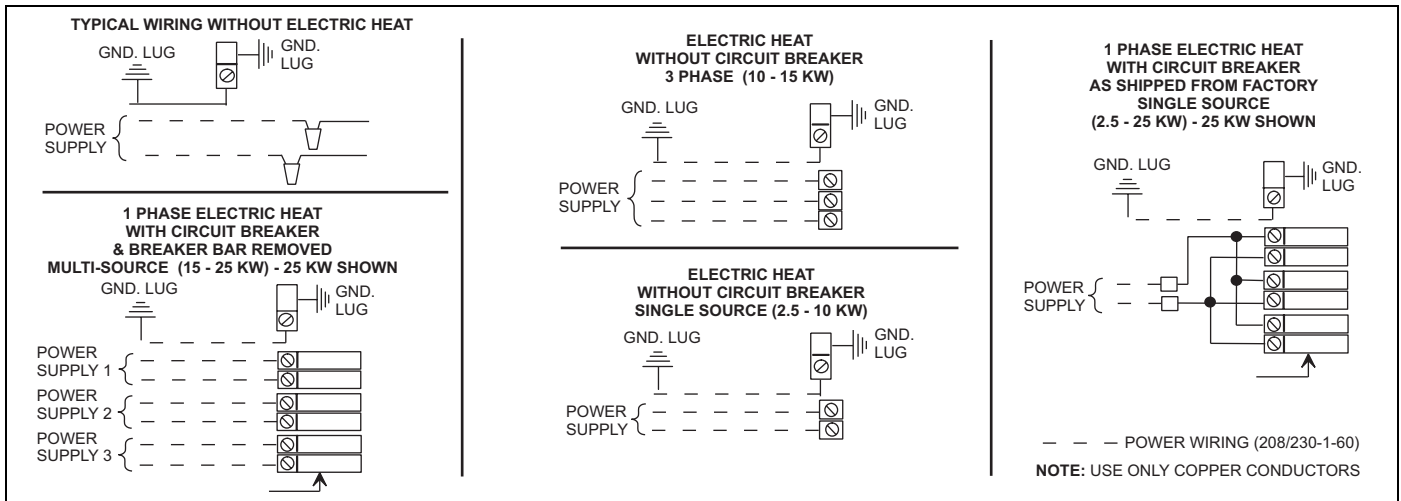 TYPICAL WIRING WITHOUT ELECTRIC HEAT
GND. LUG
GND.
LUG
POWER
SUPPLY
1 PHASE ELECTRIC HEAT
WITH CIRCUIT BREAKER
& BREAKER BAR REMOVED
MULTI-SOURCE (15 - 25 KW) - 25 KW SHOWN
GND. LUG
GND.
LUG
POWER
SUPPLY 1
POWER
SUPPLY 2
POWER
SUPPLY 3
ELECTRIC HEAT
WITHOUT CIRCUIT BREAKER
3 PHASE (10 - 15 KW)
GND. LUG
GND.
LUG
POWER
SUPPLY
ELECTRIC HEAT
WITHOUT CIRCUIT BREAKER
SINGLE SOURCE (2.5 - 10 KW)
GND. LUG
GND.
LUG
POWER
SUPPLY
1 PHASE ELECTRIC HEAT
WITH CIRCUIT BREAKER
AS SHIPPED FROM FACTORY
SINGLE SOURCE
(2.5 - 25 KW) - 25 KW SHOWN
GND. LUG
GND.
LUG
POWER
SUPPLY
POWER WIRING (208/230-1-60)
NOTE: USE ONLY COPPER CONDUCTORS